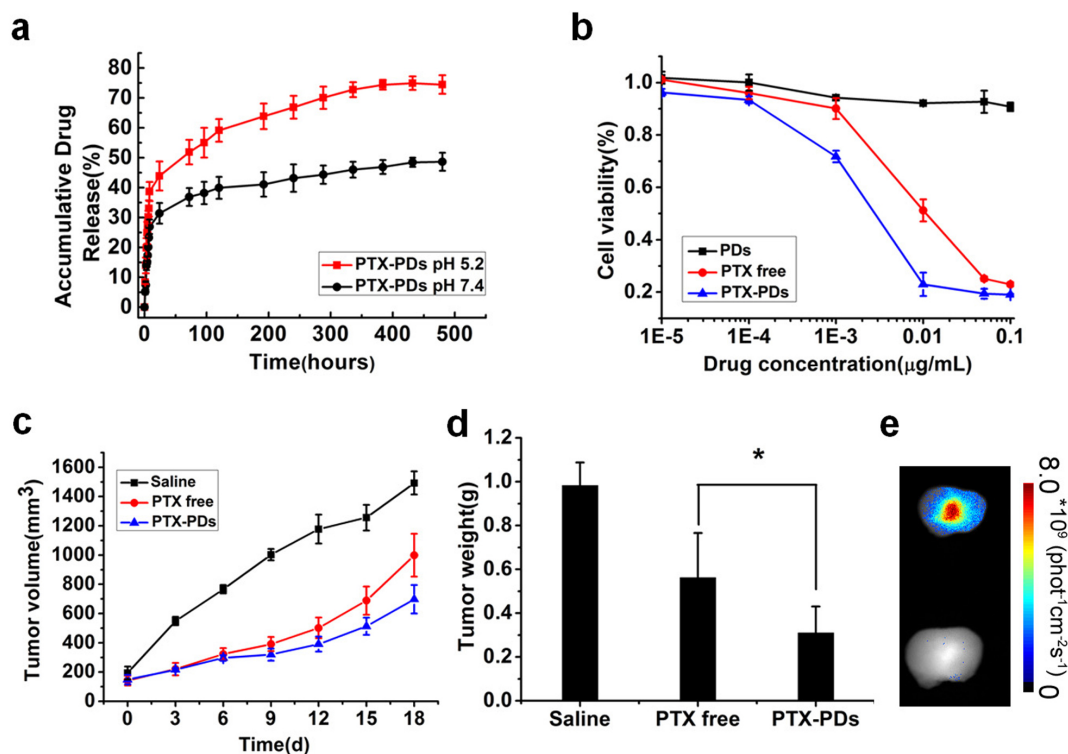 a
Accumulative Drug
Release(%)
80
70
60
50
40
30
20
10
0
PTX-PDs pH 5.2
PTX-PDs pH 7.4
0 100 200 300 400 500
Time(hours)
b
Cell viability(%)
1.0
0.8
0.6
0.4
0.2
PDs
PTX free
PTX-PDs
1E-5 1E-4 1E-3 0.01 0.1
Drug concentration(μg/mL)
c
Tumor volume(mm³)
1600
1400
1200
1000
800
600
400
200
0
Saline
PTX free
PTX-PDs
0 3 6 9 12 15 18
Time(d)
d
Tumor weight(g)
1.2
1.0
0.8
0.6
0.4
0.2
0.0
*
Saline PTX free PTX-PDs
e
8.0
*10⁹ (phot⁻¹cm⁻²s⁻¹)
0